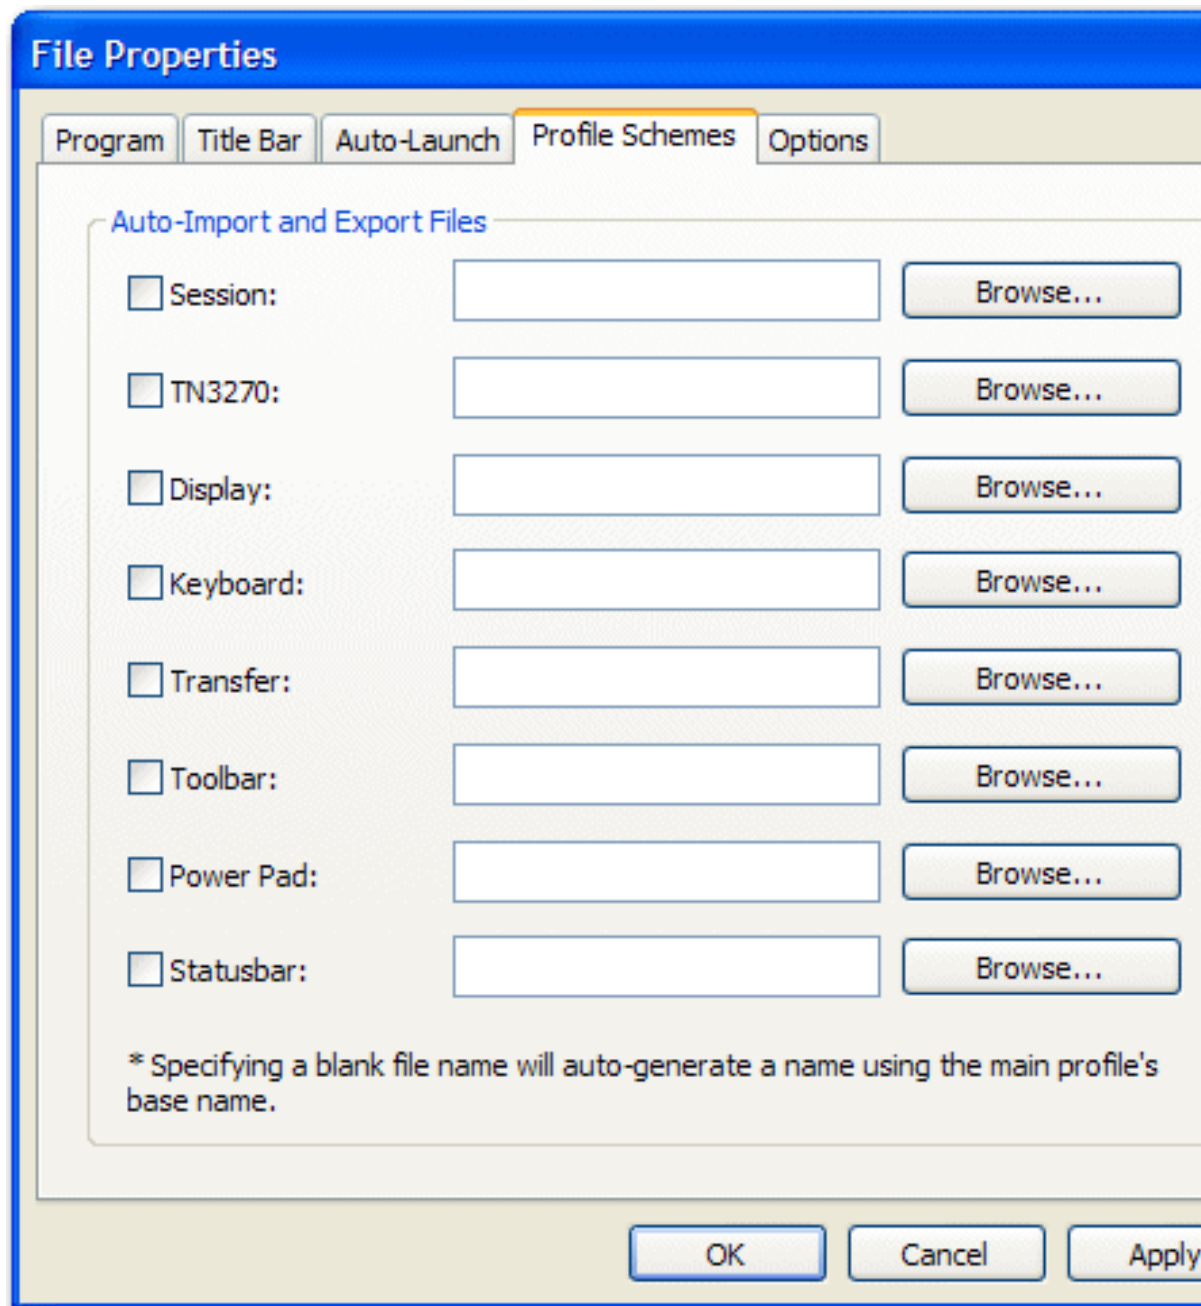 File Properties
Program Title Bar Auto-Launch Profile Schemes Options
Auto-Import and Export Files
Session: Browse...
TN3270: Browse...
Display: Browse...
Keyboard: Browse...
Transfer: Browse...
Toolbar: Browse...
Power Pad: Browse...
Statusbar: Browse...
* Specifying a blank file name will auto-generate a name using the main profile's
base name.
OK Cancel Apply